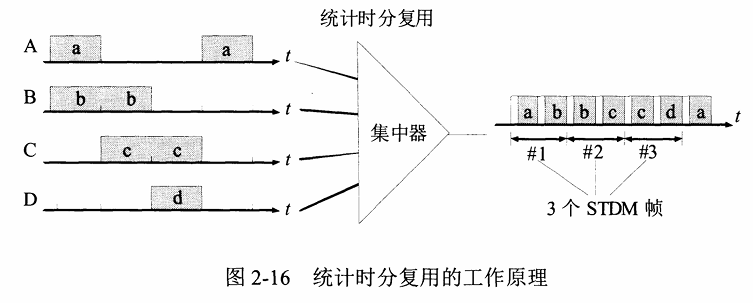 统计时分复用
A a a t
B b b t
C c c t
D d t
集中器
a b b c c d a t
#1 #2 #3
3 个 STDM 帧
图 2-16 统计时分复用的工作原理